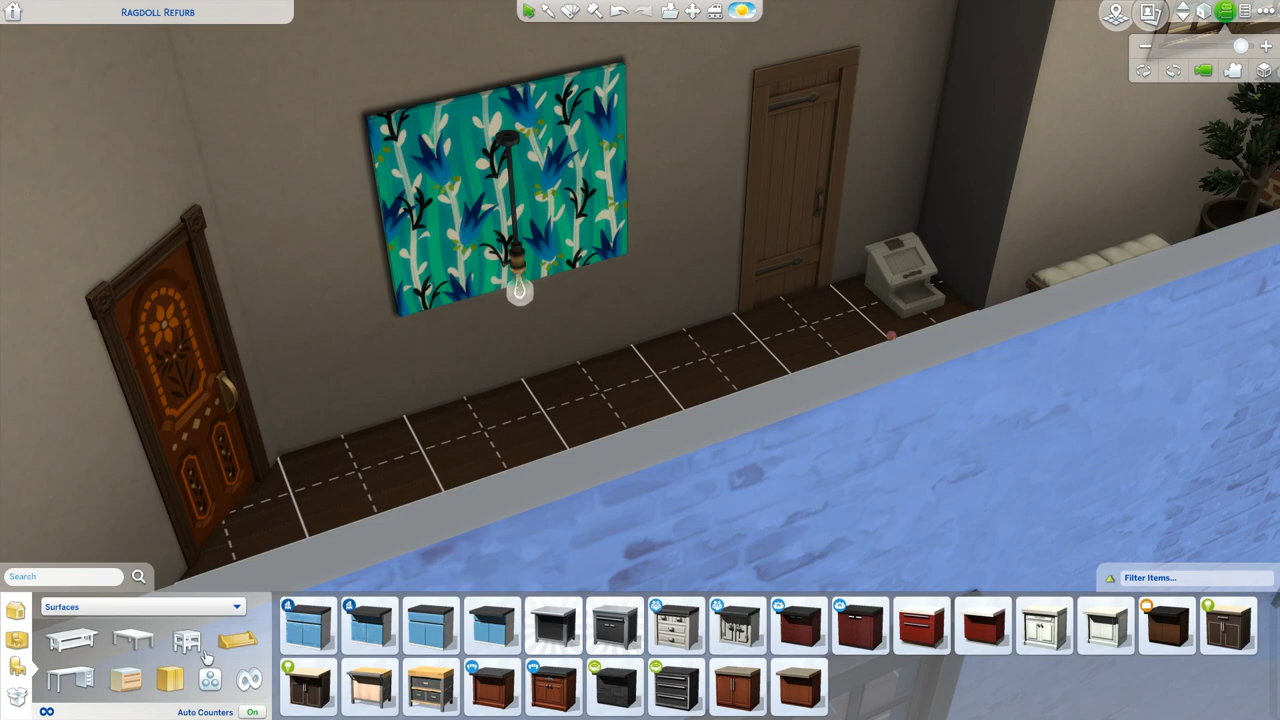 Ragdoll Refurb
Search
Filter Items...
Surfaces
Auto Counters
On